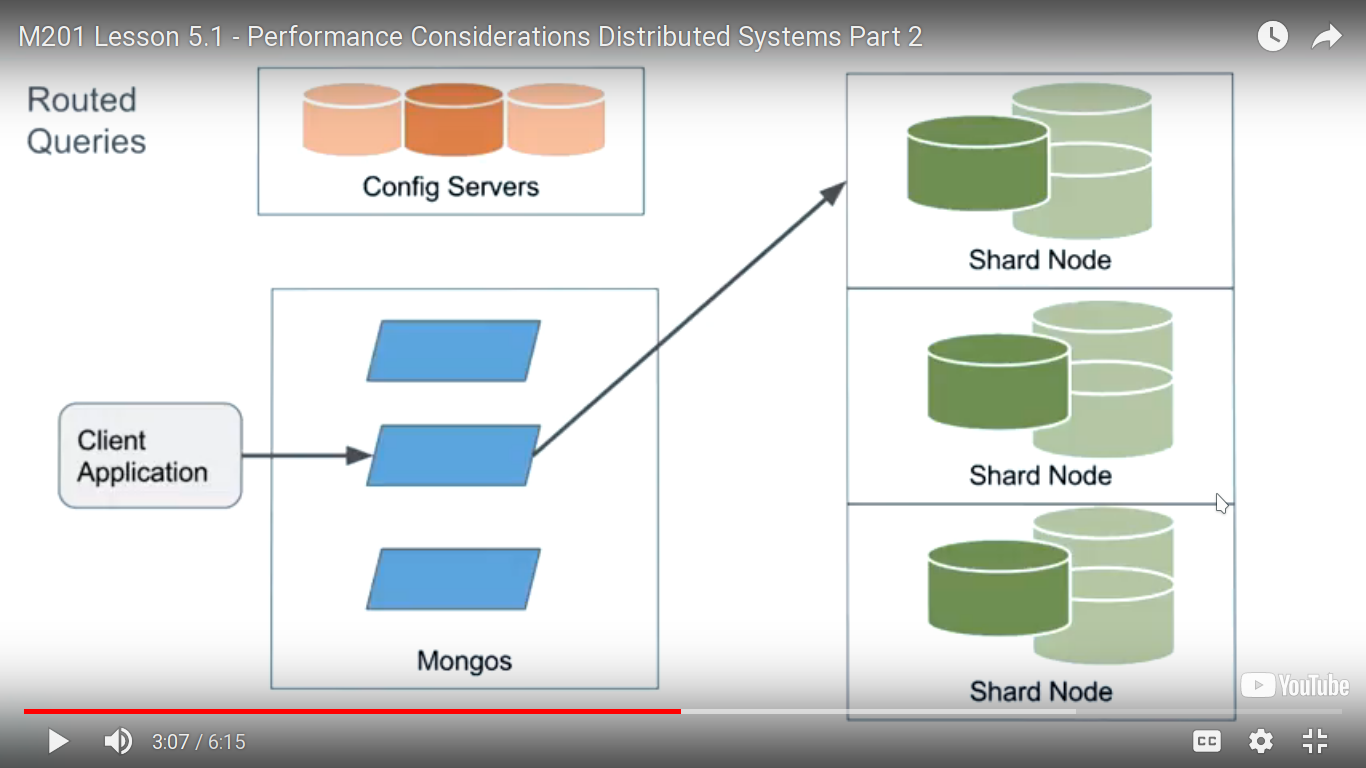 M201 Lesson 5.1 - Performance Considerations Distributed Systems Part 2
Routed
Queries
Config Servers
Client
Application
Mongos
Shard Node
Shard Node
Shard Node
YouTube
3:07 / 6:15
CC